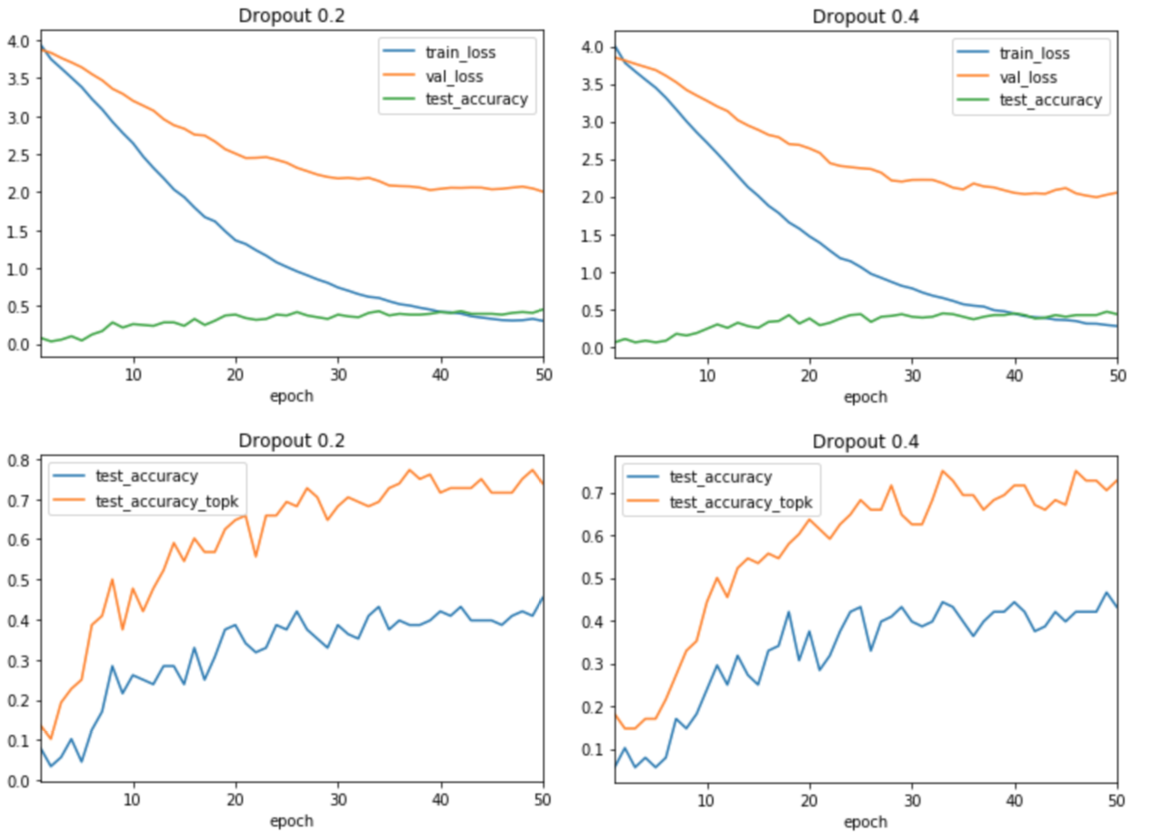 Dropout 0.2
train_loss
val_loss
test_accuracy
4.0
3.5
3.0
2.5
2.0
1.5
1.0
0.5
0.0
10 20 30 40 50
epoch
Dropout 0.4
train_loss
val_loss
test_accuracy
4.0
3.5
3.0
2.5
2.0
1.5
1.0
0.5
0.0
10 20 30 40 50
epoch
Dropout 0.2
test_accuracy
test_accuracy_topk
0.8
0.7
0.6
0.5
0.4
0.3
0.2
0.1
0.0
10 20 30 40 50
epoch
Dropout 0.4
test_accuracy
test_accuracy_topk
0.7
0.6
0.5
0.4
0.3
0.2
0.1
10 20 30 40 50
epoch